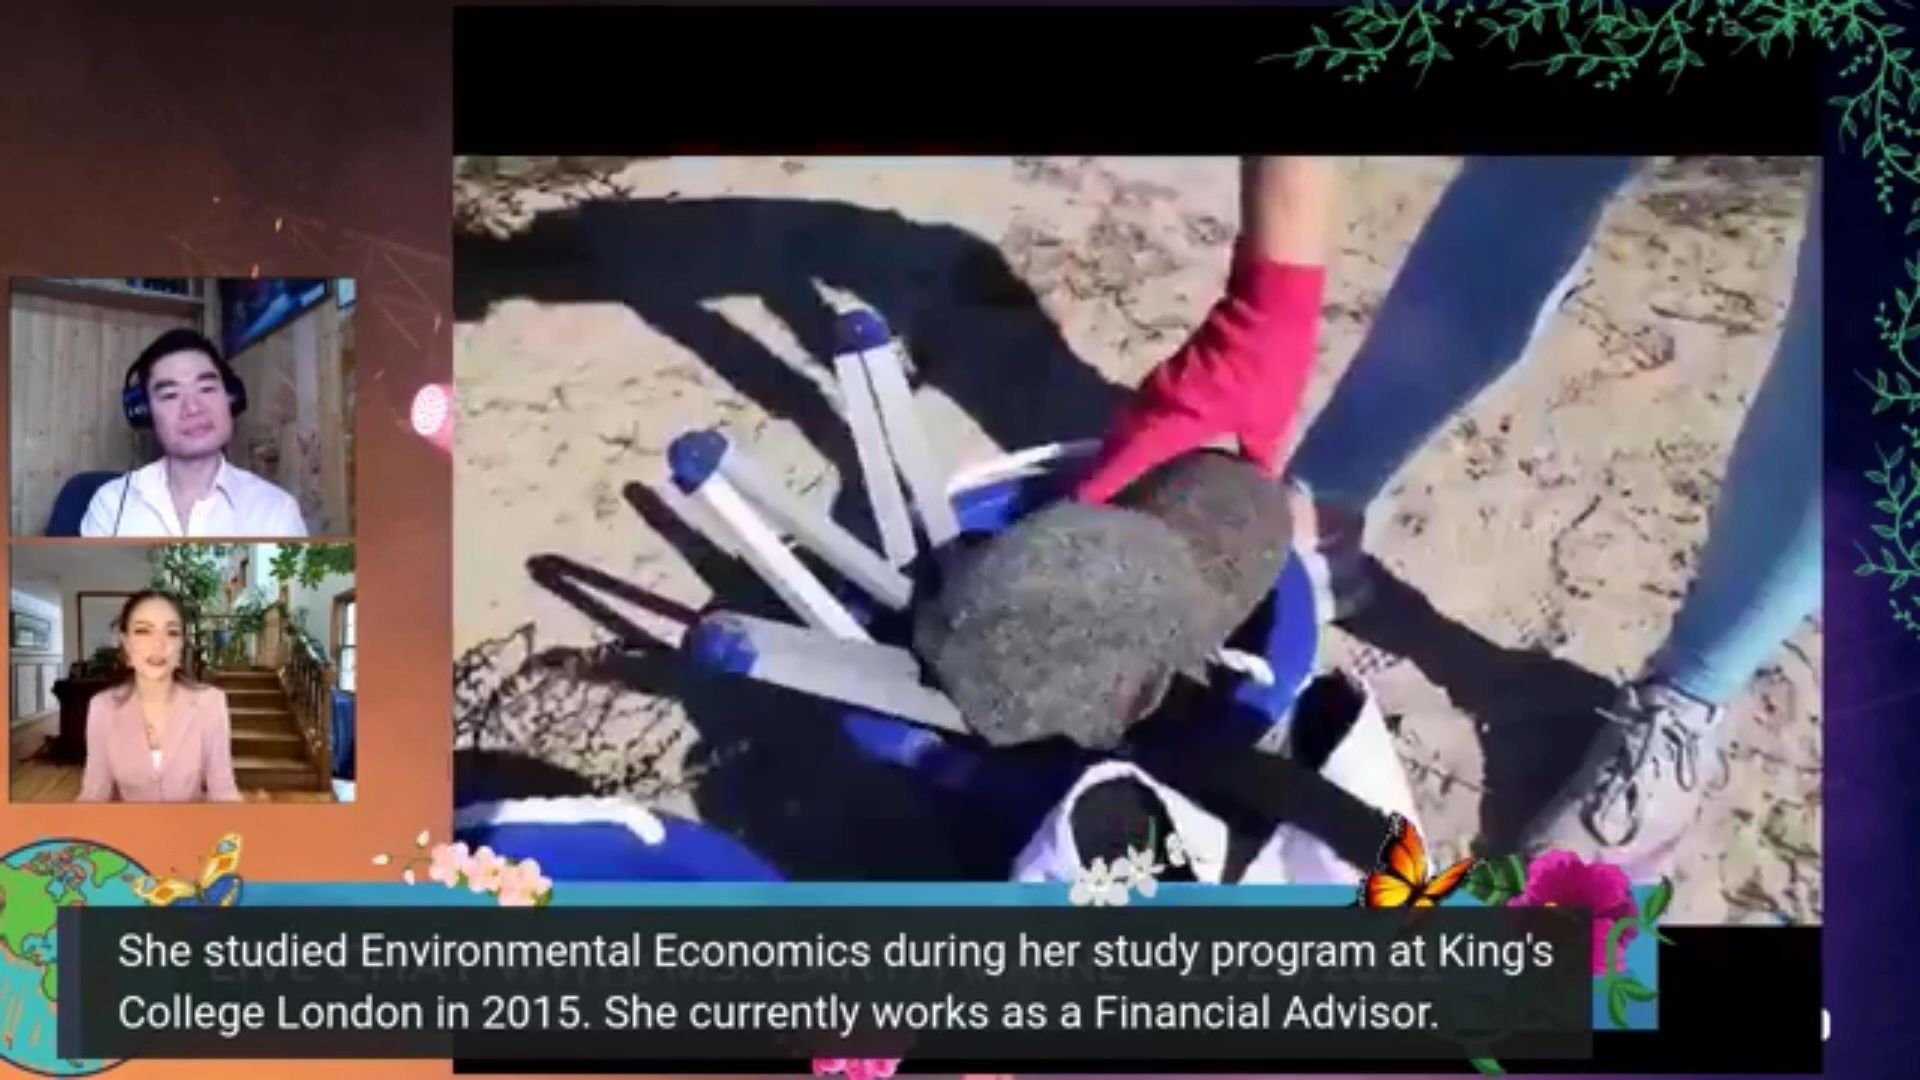 She studied Environmental Economics during her study program at King's
College London in 2015. She currently works as a Financial Advisor.